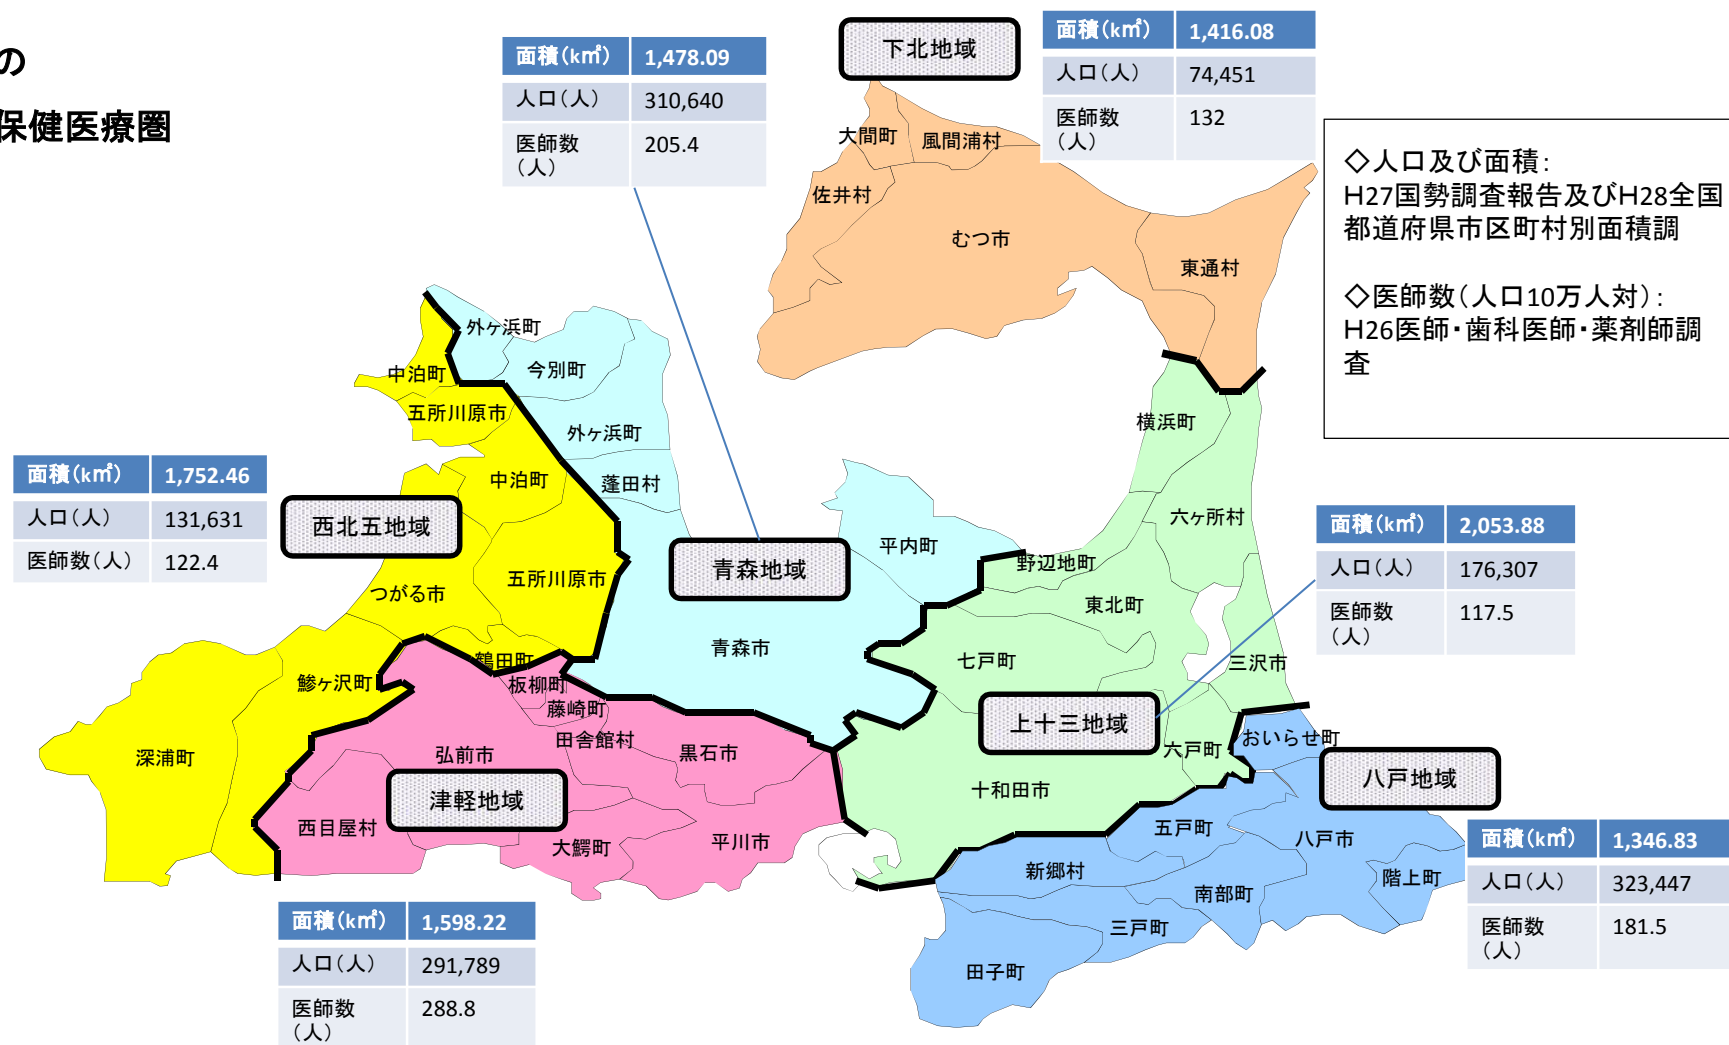 の
保健医療圏
面積(k㎡) 1,478.09
人口(人) 310,640
医師数
(人) 205.4
下北地域
面積(k㎡) 1,416.08
人口(人) 74,451
医師数
(人) 132
◇人口及び面積:
H27国勢調査報告及びH28全国
都道府県市区町村別面積調
◇医師数(人口10万人対):
H26医師・歯科医師・薬剤師調
査
大間町
風間浦村
佐井村
むつ市
東通村
外ヶ浜町
今別町
中泊町
五所川原市
外ヶ浜町
横浜町
中泊町
蓬田村
面積(k㎡) 1,752.46
人口(人) 131,631
医師数(人) 122.4
西北五地域
六ヶ所村
平内町
野辺地町
青森地域
五所川原市
つがる市
東北町
面積(k㎡) 2,053.88
人口(人) 176,307
医師数
(人) 117.5
青森市
七戸町
三沢市
鶴田町
鰺ヶ沢町
板柳町
藤崎町
上十三地域
田舎館村
黒石市
六戸町
おいらせ町
深浦町
弘前市
八戸地域
津軽地域
十和田市
西目屋村
大鰐町
平川市
五戸町
八戸市
新郷村
南部町
階上町
面積(k㎡) 1,346.83
人口(人) 323,447
医師数
(人) 181.5
三戸町
田子町
面積(k㎡) 1,598.22
人口(人) 291,789
医師数
(人) 288.8